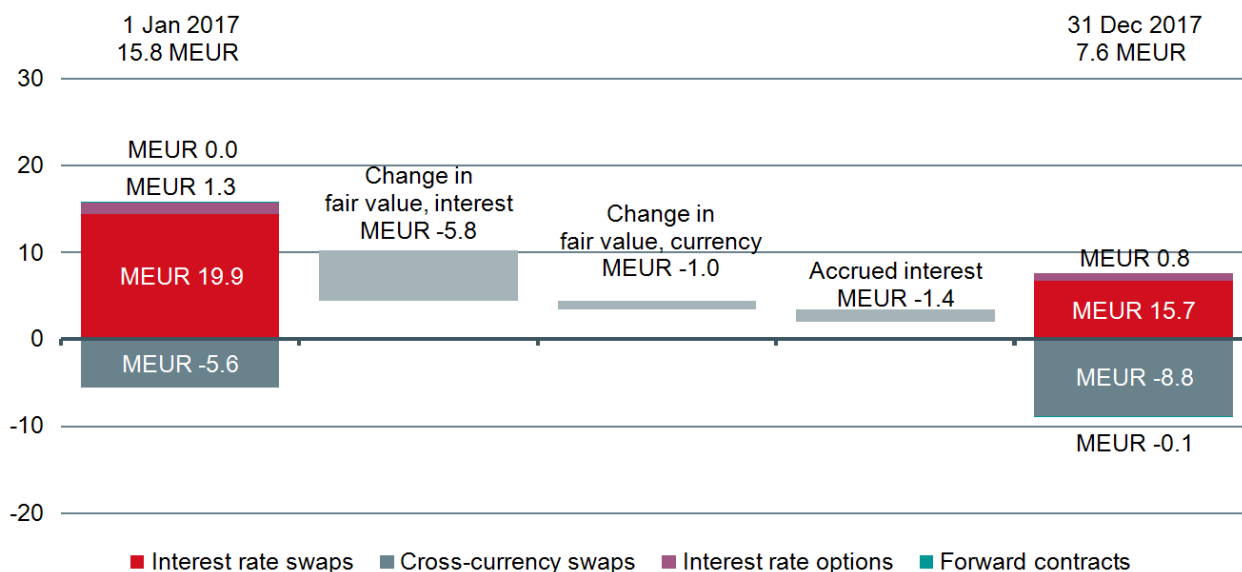 1 Jan 2017
15.8 MEUR
31 Dec 2017
7.6 MEUR
30
20
10
0
-10
-20
MEUR 0.0
MEUR 1.3
MEUR 19.9
MEUR -5.6
Change in
fair value, interest
MEUR -5.8
Change in
fair value, currency
MEUR -1.0
Accrued interest
MEUR -1.4
MEUR 0.8
MEUR 15.7
MEUR -8.8
MEUR -0.1
Interest rate swaps
Cross-currency swaps
Interest rate options
Forward contracts